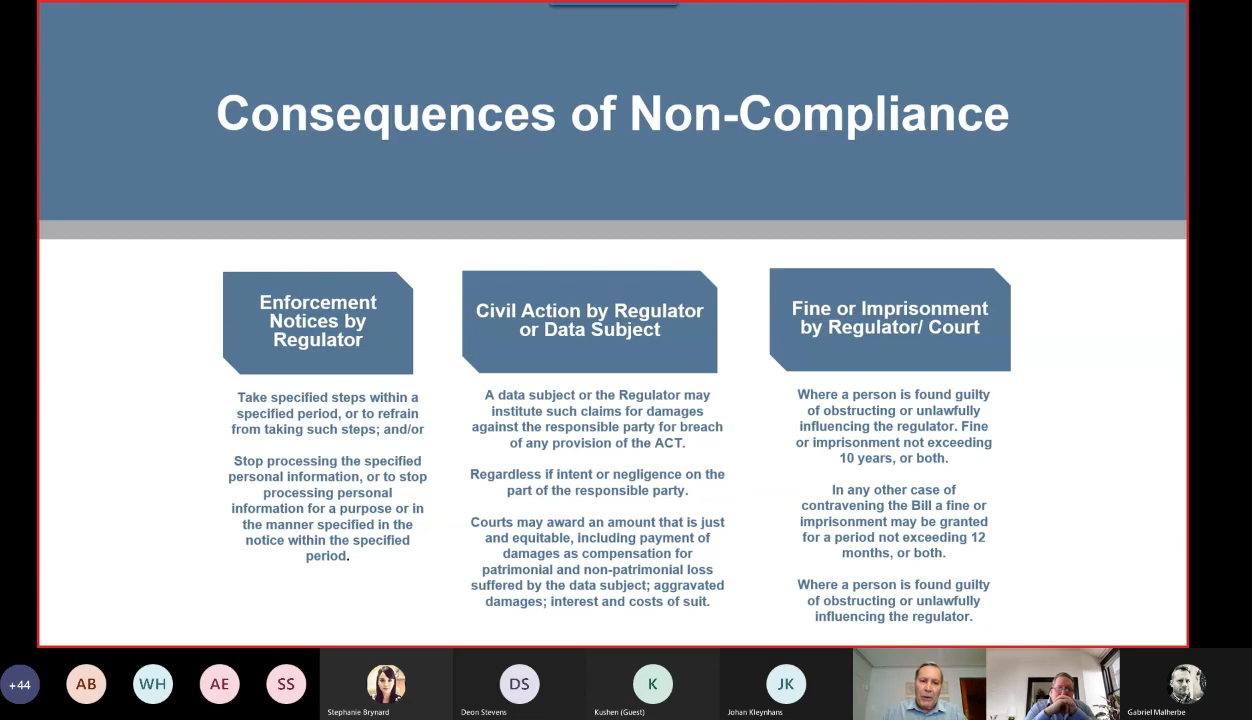 Consequences of Non-Compliance
Enforcement
Notices by
Regulator
Take specified steps within a
specified period, or to refrain
from taking such steps; and/or
Stop processing the specified
personal information, or to stop
processing personal
information for a purpose or in
the manner specified in the
notice within the specified
period.
Civil Action by Regulator
or Data Subject
A data subject or the Regulator may
institute such claims for damages
against the responsible party for breach
of any provision of the ACT.
Regardless if intent or negligence on the
part of the responsible party.
Courts may award an amount that is just
and equitable, including payment of
damages as compensation for
patrimonial and non-patrimonial loss
suffered by the data subject; aggravated
damages; interest and costs of suit.
Fine or Imprisonment
by Regulator/ Court
Where a person is found guilty
of obstructing or unlawfully
influencing the regulator. Fine
or imprisonment not exceeding
10 years, or both.
In any other case of
contravening the Bill a fine or
imprisonment may be granted
for a period not exceeding 12
months, or both.
Where a person is found guilty
of obstructing or unlawfully
influencing the regulator.
+44
AB
WH
AE
SS
Stephanie Brynard
DS
Deon Stevens
K
Kushen (Guest)
JK
Johan Kleynhans
Gabriel Malherbe